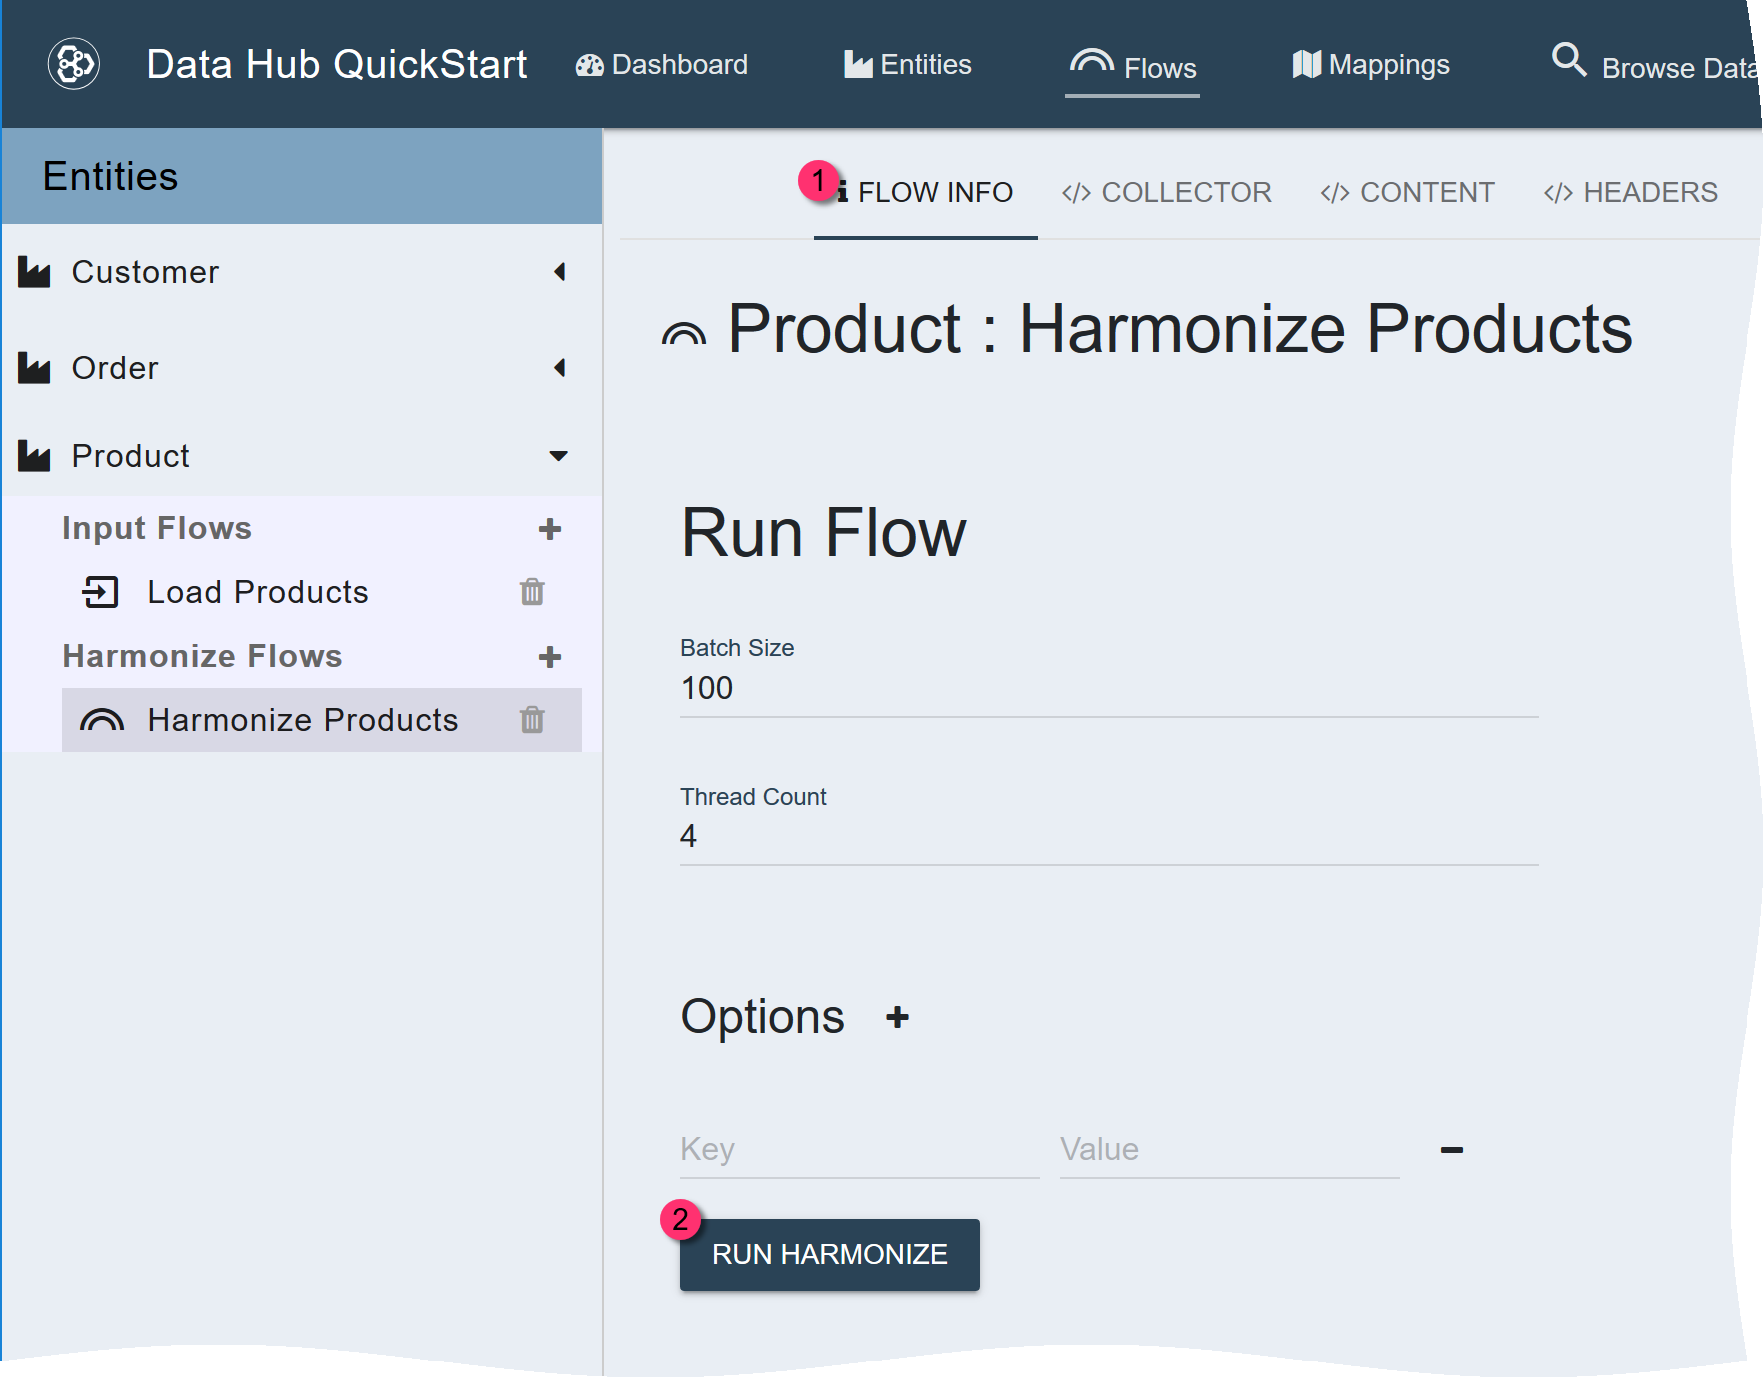 Data Hub QuickStart Dashboard Entities Flows Mappings Browse Data
Entities
Customer
Order
Product
Input Flows
Load Products
Harmonize Flows
Harmonize Products
1 FLOW INFO </> COLLECTOR </> CONTENT </> HEADERS
Product : Harmonize Products
Run Flow
Batch Size
100
Thread Count
4
Options
Key Value
2
RUN HARMONIZE